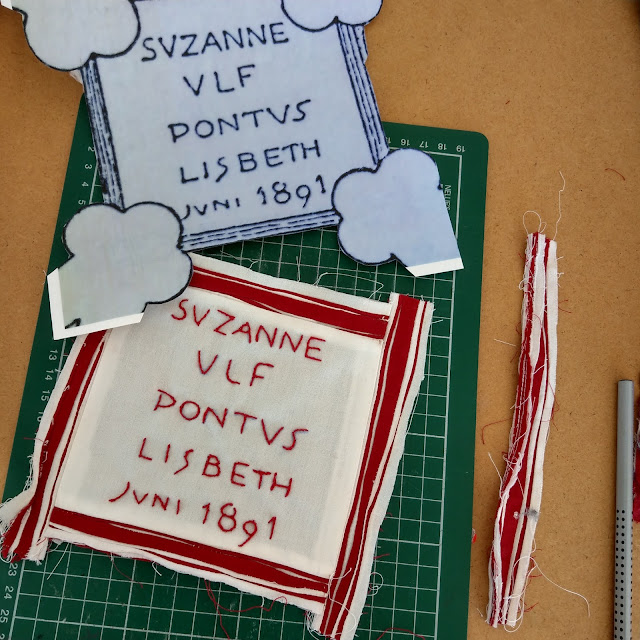 SVZANNE
VLF
PONTVS
LISBETH
JVNI 1891
SVZANNE
VLF
PONTVS
LISBETH
JVNI 1891